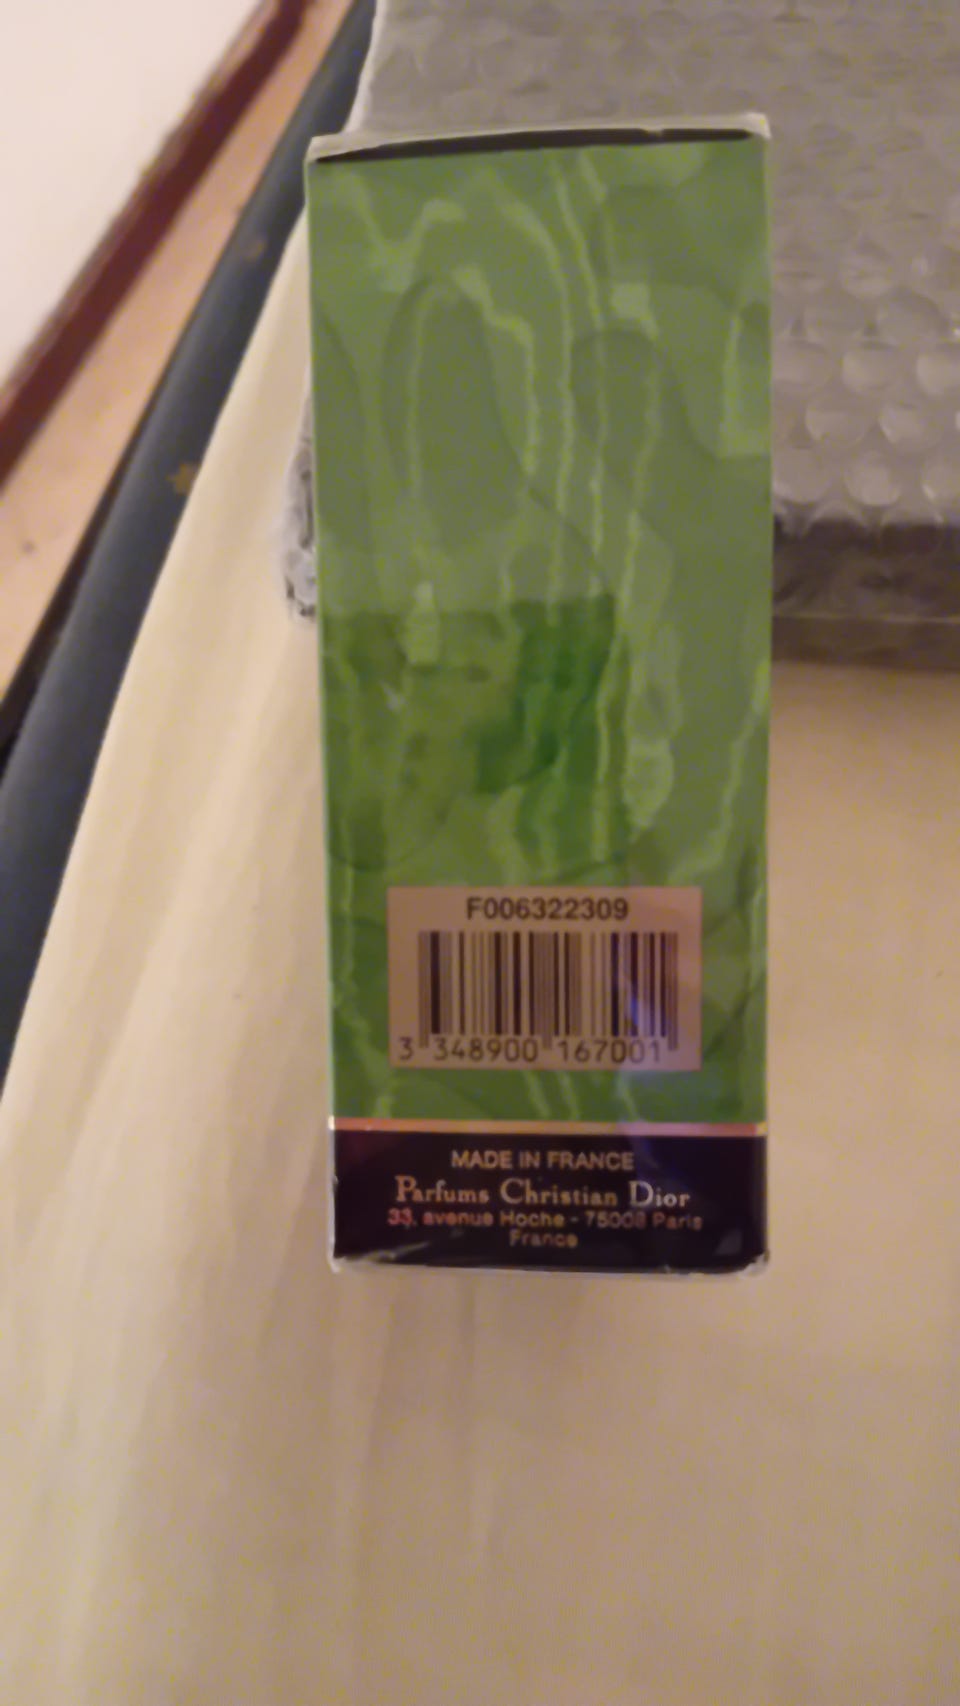 F006322309
3 348900 167001
MADE IN FRANCE
Parfums Christian Dior
33, avenue Hoche - 75008 Paris
France